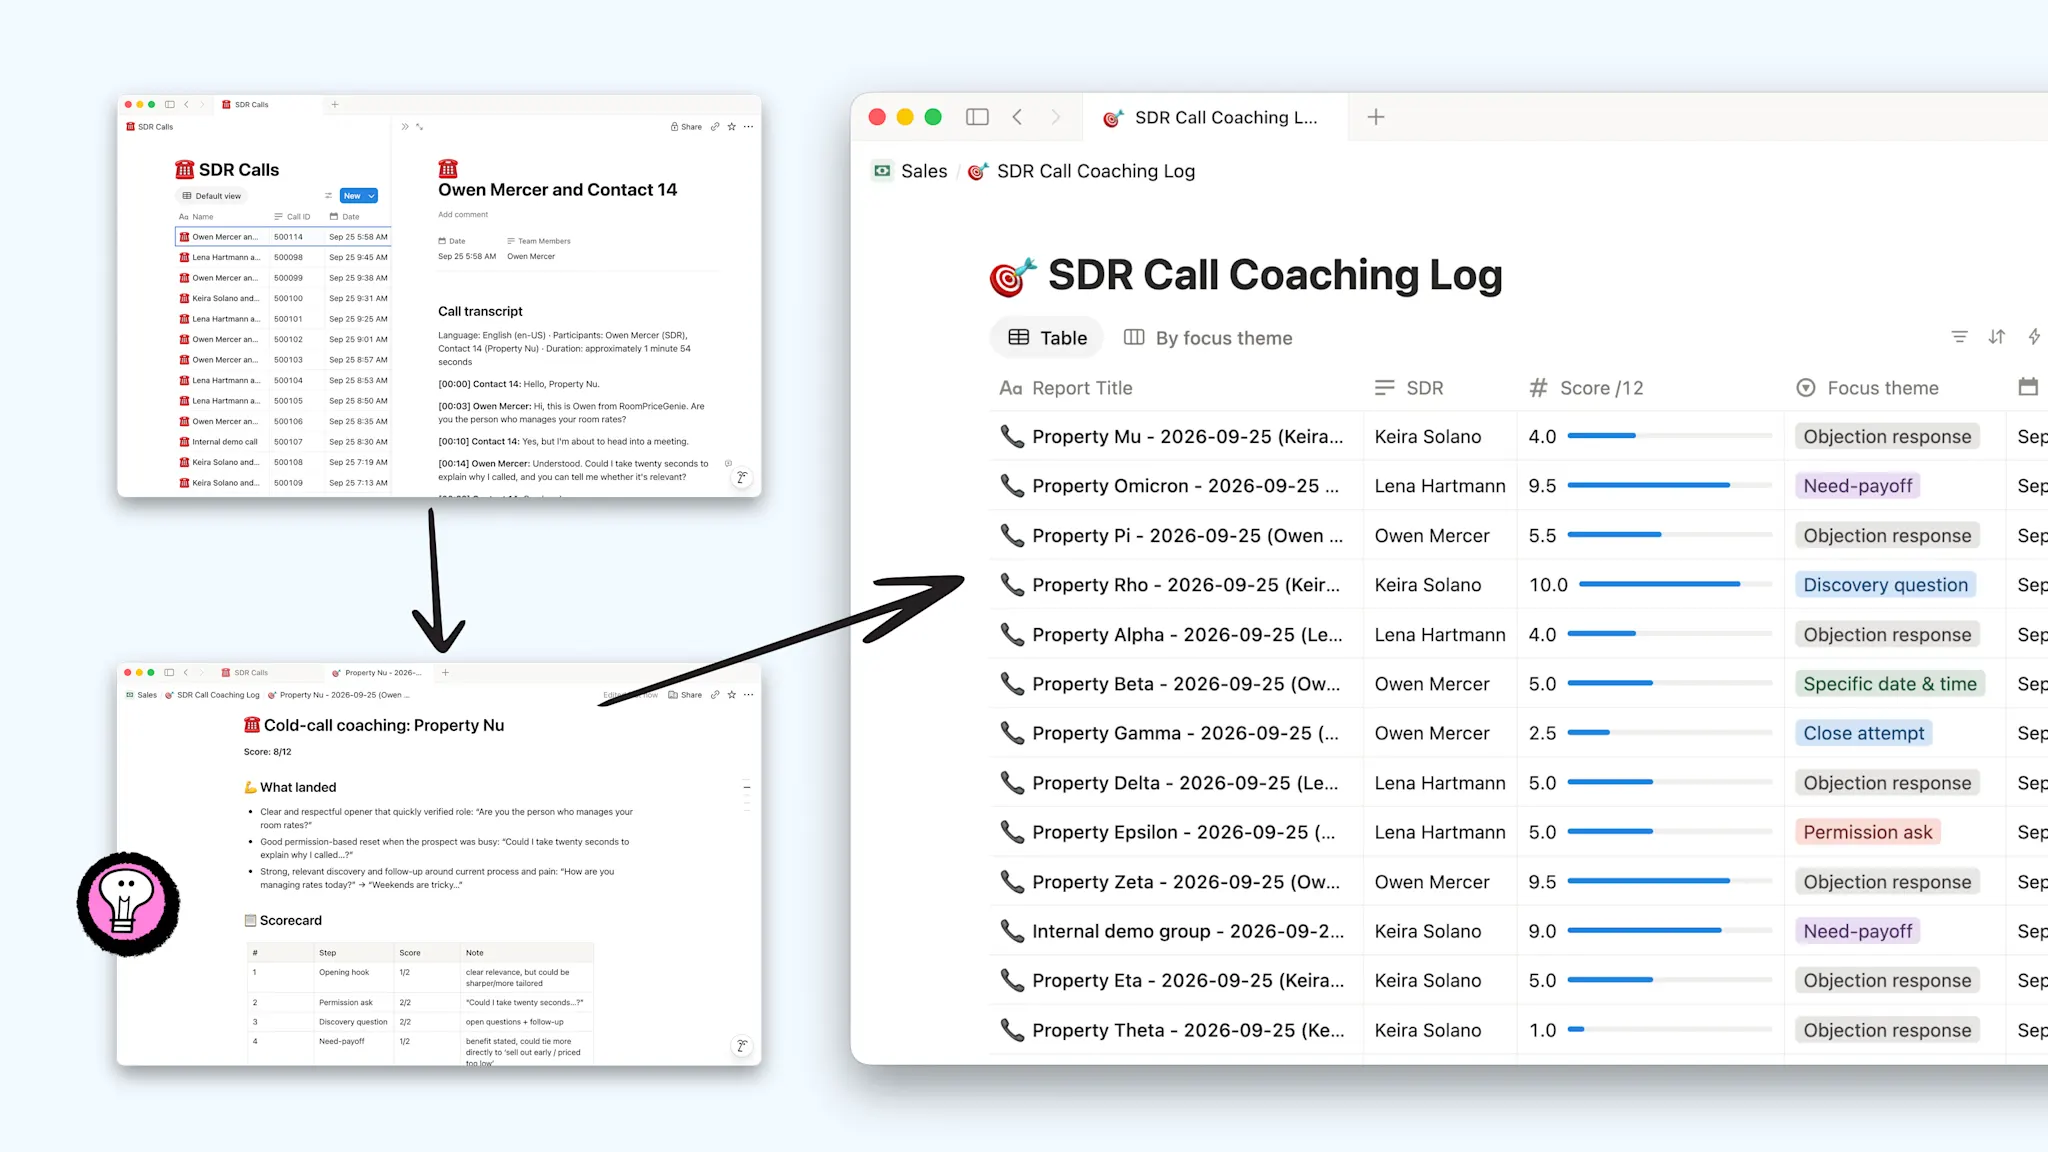 SDR Calls
SDR Calls
Share
SDR Calls
Default view
New
Aa Name Call ID Date
Owen Mercer an... 500114 Sep 25 5:58 AM
Lena Hartmann a... 500098 Sep 25 9:45 AM
Owen Mercer an... 500099 Sep 25 9:38 AM
Keira Solano and... 500100 Sep 25 9:31 AM
Lena Hartmann a... 500101 Sep 25 9:25 AM
Owen Mercer an... 500102 Sep 25 9:01 AM
Owen Mercer an... 500103 Sep 25 8:57 AM
Lena Hartmann a... 500104 Sep 25 8:53 AM
Lena Hartmann a... 500105 Sep 25 8:50 AM
Owen Mercer an... 500106 Sep 25 8:35 AM
Internal demo call 500107 Sep 25 8:30 AM
Keira Solano and... 500108 Sep 25 7:19 AM
Keira Solano and... 500109 Sep 25 7:13 AM
Owen Mercer and Contact 14
Add comment
Date Team Members
Sep 25 5:58 AM Owen Mercer
Call transcript
Language: English (en-US) · Participants: Owen Mercer (SDR),
Contact 14 (Property Nu) · Duration: approximately 1 minute 54
seconds
[00:00] Contact 14: Hello, Property Nu.
[00:03] Owen Mercer: Hi, this is Owen from RoomPriceGenie. Are
you the person who manages your room rates?
[00:10] Contact 14: Yes, but I'm about to head into a meeting.
[00:14] Owen Mercer: Understood. Could I take twenty seconds to
explain why I called, and you can tell me whether it's relevant?
SDR Calls Property Nu - 2026-...
Sales SDR Call Coaching Log Property Nu - 2026-09-25 (Owen ...
Share
Cold-call coaching: Property Nu
Score: 8/12
What landed
• Clear and respectful opener that quickly verified role: “Are you the person who manages your
room rates?”
• Good permission-based reset when the prospect was busy: “Could I take twenty seconds to
explain why I called...?”
• Strong, relevant discovery and follow-up around current process and pain: “How are you
managing rates today?” → “Weekends are tricky...”
Scorecard
# Step Score Note
1 Opening hook 1/2 clear relevance, but could be
sharper/more tailored
2 Permission ask 2/2 “Could I take twenty seconds...?”
3 Discovery question 2/2 open questions + follow-up
4 Need-payoff 1/2 benefit stated, could tie more
directly to ‘sell out early / priced
too low’
SDR Call Coaching L...
Sales / SDR Call Coaching Log
SDR Call Coaching Log
Table By focus theme
Aa Report Title SDR # Score /12 Focus theme
Property Mu - 2026-09-25 (Keira... Keira Solano 4.0 Objection response Sep
Property Omicron - 2026-09-25 ... Lena Hartmann 9.5 Need-payoff Sep
Property Pi - 2026-09-25 (Owen ... Owen Mercer 5.5 Objection response Sep
Property Rho - 2026-09-25 (Keir... Keira Solano 10.0 Discovery question Sep
Property Alpha - 2026-09-25 (Le... Lena Hartmann 4.0 Objection response Sep
Property Beta - 2026-09-25 (Ow... Owen Mercer 5.0 Specific date & time Sep
Property Gamma - 2026-09-25 (... Owen Mercer 2.5 Close attempt Sep
Property Delta - 2026-09-25 (Le... Lena Hartmann 5.0 Objection response Sep
Property Epsilon - 2026-09-25 (... Lena Hartmann 5.0 Permission ask Sep
Property Zeta - 2026-09-25 (Ow... Owen Mercer 9.5 Objection response Sep
Internal demo group - 2026-09-2... Keira Solano 9.0 Need-payoff Sep
Property Eta - 2026-09-25 (Keira... Keira Solano 5.0 Objection response Sep
Property Theta - 2026-09-25 (Ke... Keira Solano 1.0 Objection response Sep